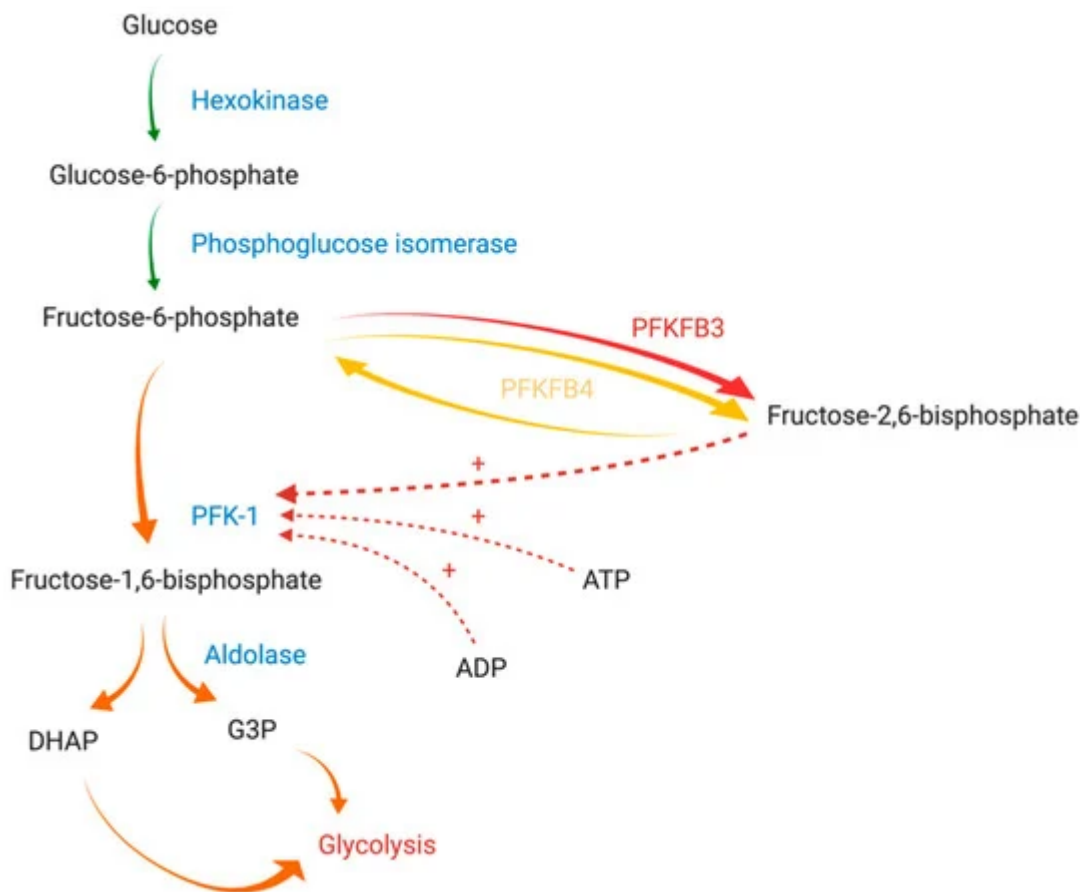 Glucose
Hexokinase
Glucose-6-phosphate
Phosphoglucose isomerase
Fructose-6-phosphate
PFKFB3
PFKFB4
Fructose-2,6-bisphosphate
+
PFK-1
+
+
Fructose-1,6-bisphosphate
ATP
Aldolase
ADP
DHAP
G3P
Glycolysis